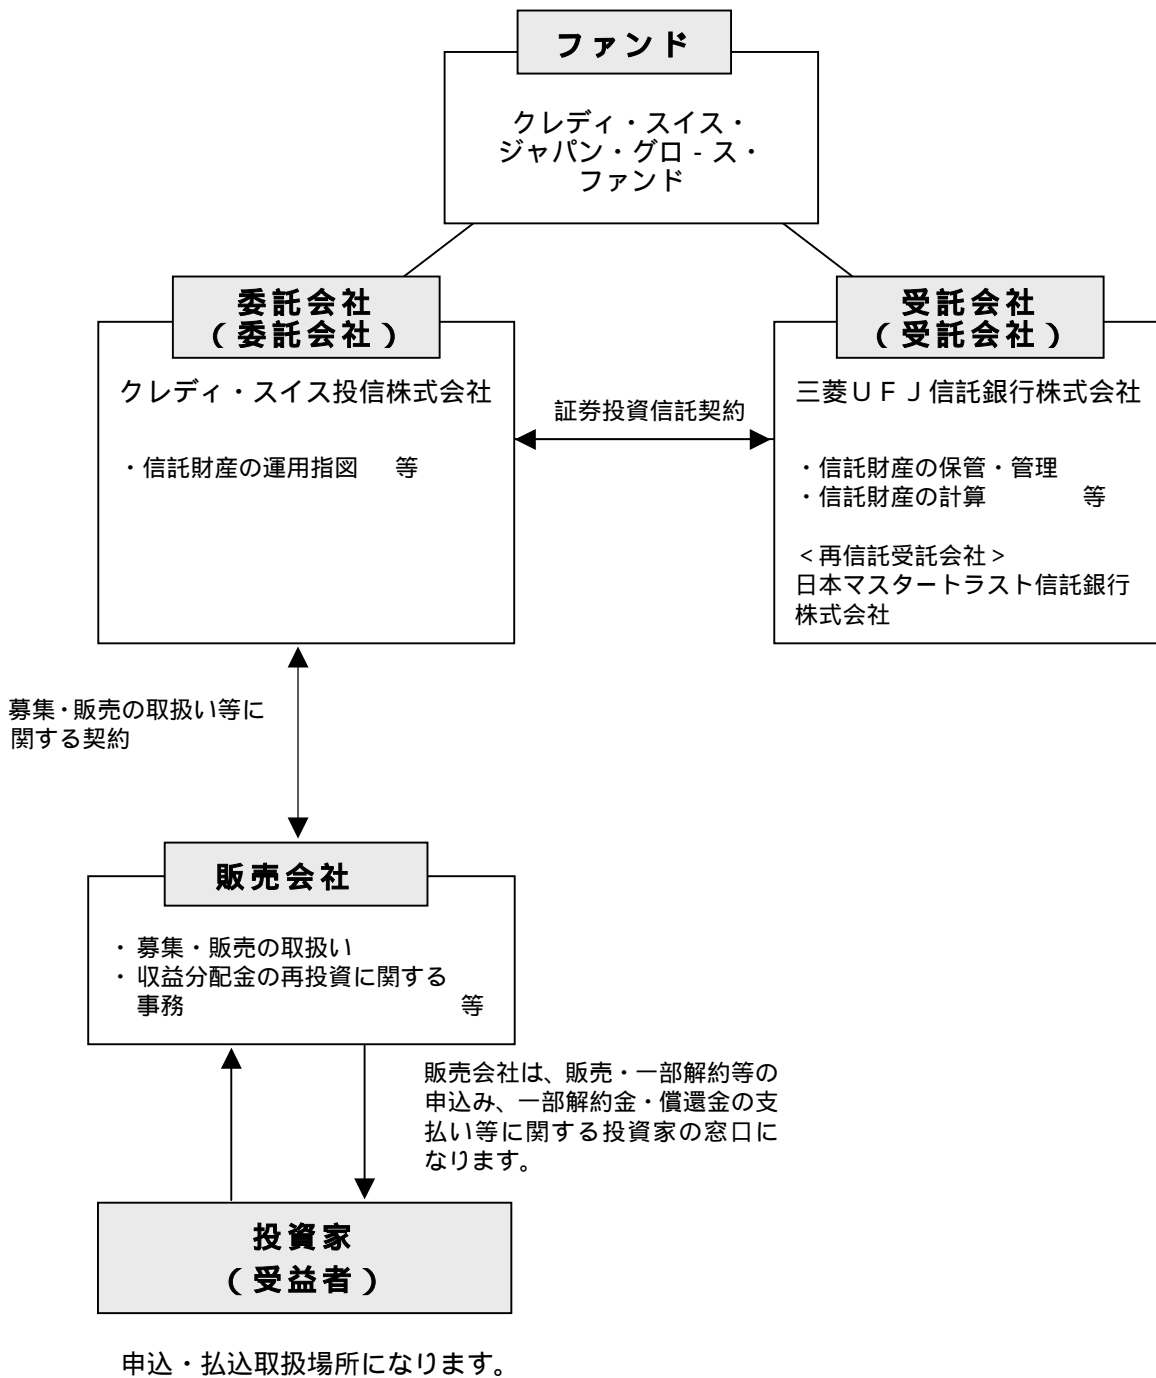 ファンド
クレディ・スイス・
ジャパン・グロ - ス・
ファンド
委託会社
（委託会社）
クレディ・スイス投信株式会社
・信託財産の運用指図　等
証券投資信託契約
受託会社
（受託会社）
三菱ＵＦＪ信託銀行株式会社
・信託財産の保管・管理
・信託財産の計算　　　等
＜再信託受託会社＞
日本マスタートラスト信託銀行
株式会社
募集・販売の取扱い等に
関する契約
販売会社
・ 募集・販売の取扱い
・ 収益分配金の再投資に関する
事務　　　等
販売会社は、販売・一部解約等の
申込み、一部解約金・償還金の支
払い等に関する投資家の窓口に
なります。
投資家
（受益者）
申込・払込取扱場所になります。